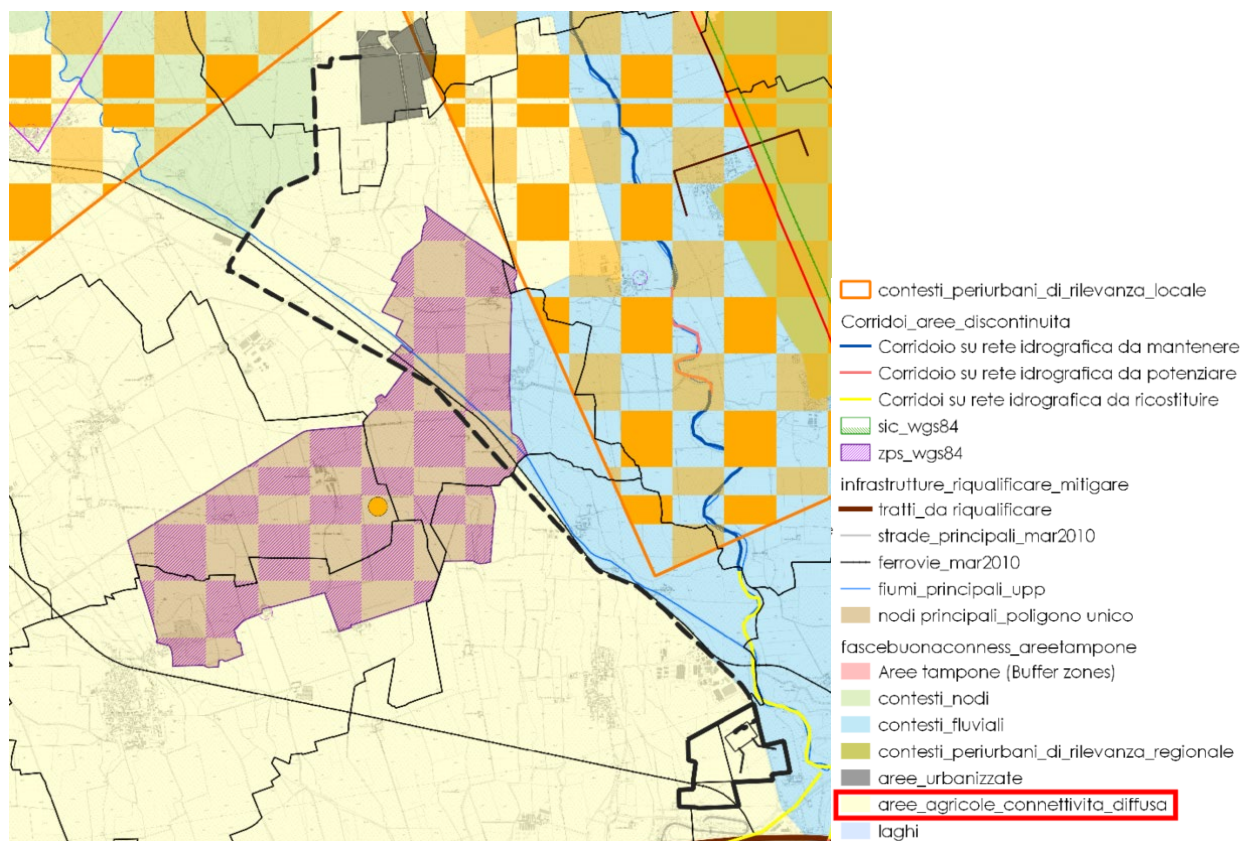 contesti_periurbani_di_rilevanza_locale
Corridoi_aree_discontinuita
Corridoio su rete idrografica da mantenere
Corridoio su rete idrografica da potenziare
Corridoi su rete idrografica da ricostituire
sic_wgs84
zps_wgs84
infrastrutture_riqualificare_mitigare
tratti_da riqualificare
strade_principali_mar2010
ferrovie_mar2010
fiumi_principali_upp
nodi principali_poligono unico
fascebuonaconness_areetampone
Aree tampone (Buffer zones)
contesti_nodi
contesti_fluviali
contesti_periurbani_di_rilevanza_regionale
aree_urbanizzate
aree_agricole_connettivita_diffusa
laghi